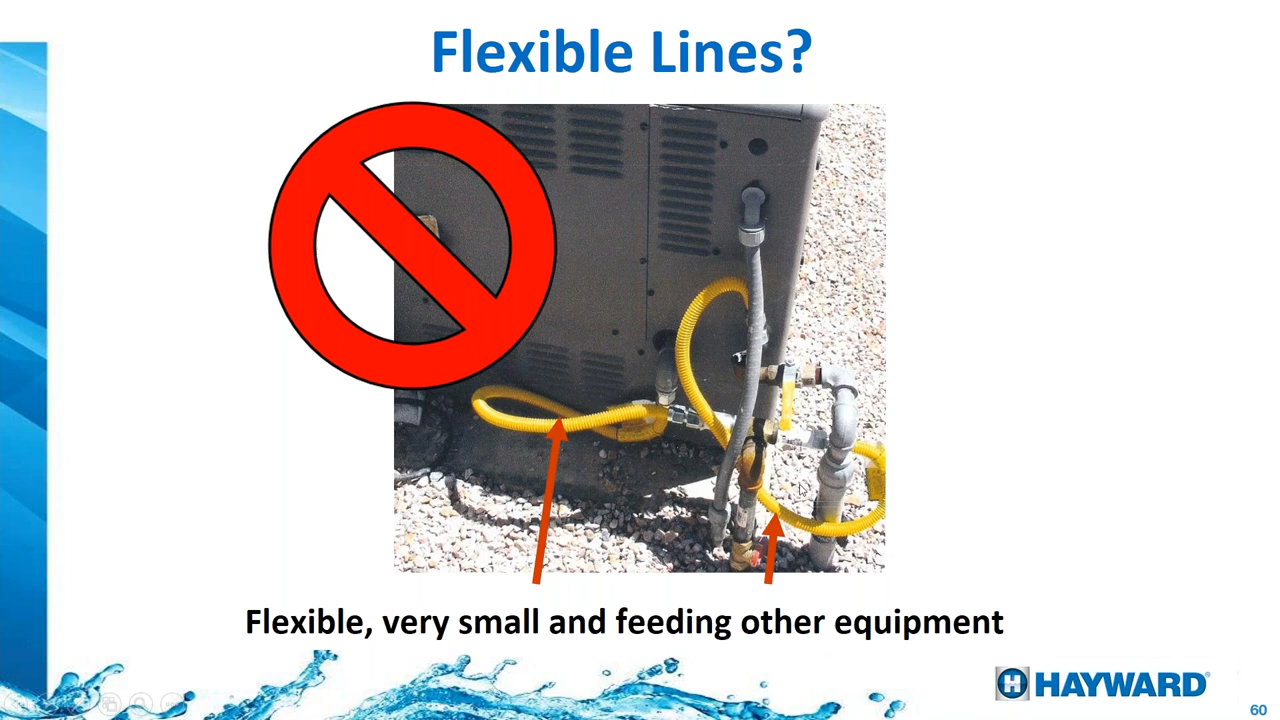 Flexible Lines?
Flexible, very small and feeding other equipment
H HAYWARD®
60